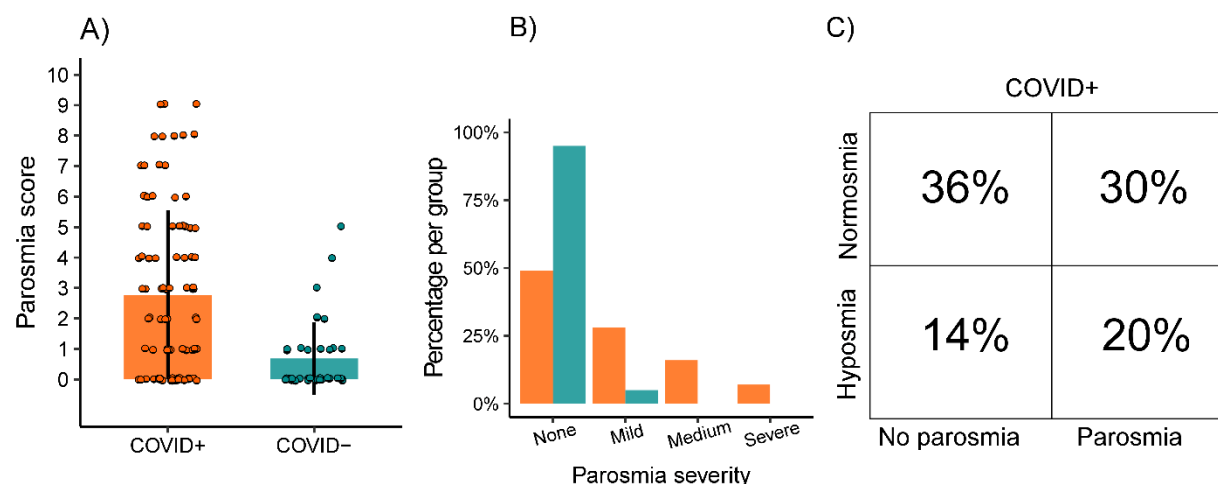 A)
Parosmia score
10
9
8
7
6
5
4
3
2
1
0
COVID+
COVID−
B)
Percentage per group
100%
75%
50%
25%
0%
None
Mild
Medium
Severe
Parosmia severity
C)
COVID+
Normosmia
36%
30%
Hyposmia
14%
20%
No parosmia
Parosmia